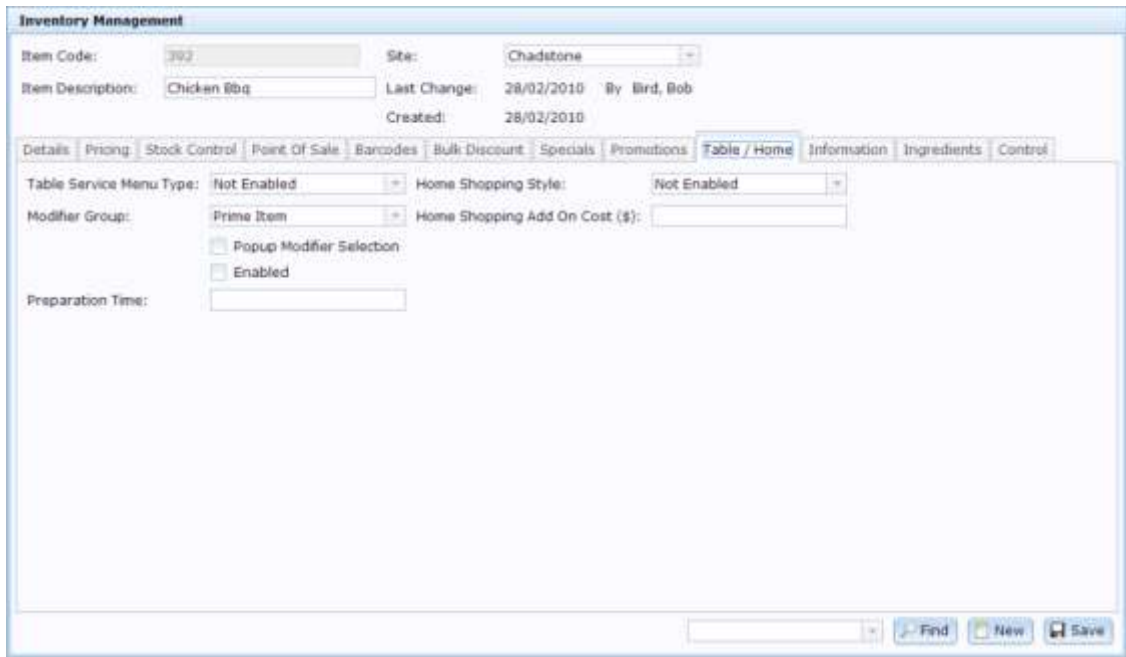 Inventory Management
Item Code: 392 Site: Chadstone
Item Description: Chicken Bbq Last Change: 28/02/2010 By Bird, Bob
Created: 28/02/2010
Details Pricing Stock Control Point Of Sale Barcodes Bulk Discount Specials Promotions Table / Home Information Ingredients Control
Table Service Menu Type: Not Enabled Home Shopping Style: Not Enabled
Modifier Group: Prime Item Home Shopping Add On Cost ($):
Popup Modifier Selection
Enabled
Preparation Time:
Find New Save